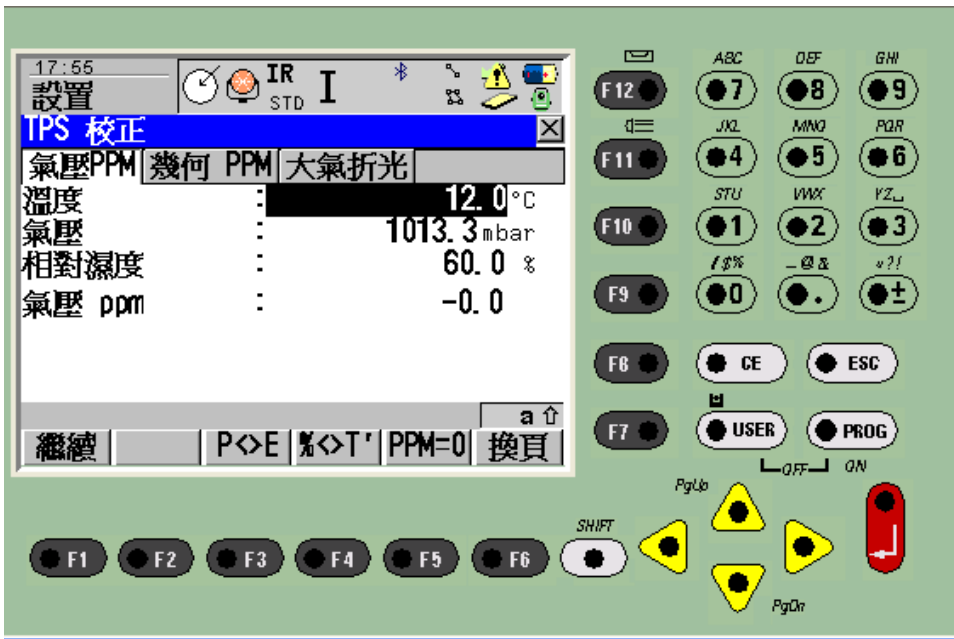 17:55
設置
IR
STD
I
TPS 校正
氣壓PPM 幾何 PPM 大氣折光
溫度 : 12.0 °C
氣壓 : 1013.3 mbar
相對濕度 : 60.0 %
氣壓 ppm : -0.0
a
繼續 P<>E %<>T' PPM=0 換頁
ABC DEF GHI
F12 7 8 9
JKL MNO PQR
F11 4 5 6
STU VWX YZ
F10 1 2 3
/$% _@& *?!
F9 0 . ±
F8 CE ESC
F7 USER PROG
OFF ON
PgUp
SHIFT
F1 F2 F3 F4 F5 F6
PgDn